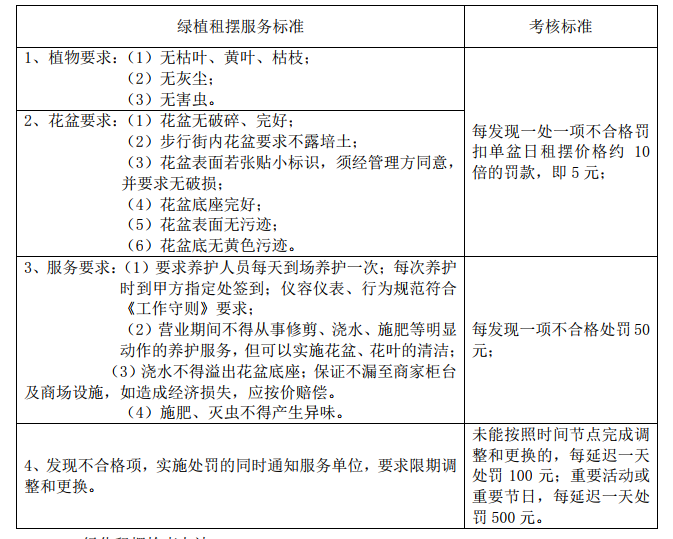 绿植租摆服务标准
考核标准
1、植物要求：（1）无枯叶、黄叶、枯枝；
（2）无灰尘；
（3）无害虫。
2、花盆要求：（1）花盆无破碎、完好；
（2）步行街内花盆要求不露培土；
（3）花盆表面若张贴小标识，须经管理方同意，
并要求无破损；
（4）花盆底座完好；
（5）花盆表面无污迹；
（6）花盆底无黄色污迹。
每发现一处一项不合格罚
扣单盆日租摆价格约 10
倍的罚款，即 5 元；
3、服务要求：（1）要求养护人员每天到场养护一次；每次养护
时到甲方指定处签到；仪容仪表、行为规范符合
《工作守则》要求；
（2）营业期间不得从事修剪、浇水、施肥等明显
动作的养护服务，但可以实施花盆、花叶的清洁；
（3）浇水不得溢出花盆底座；保证不漏至商家柜台
及商场设施，如造成经济损失，应按价赔偿。
（4）施肥、灭虫不得产生异味。
每发现一项不合格处罚 50
元；
4、发现不合格项，实施处罚的同时通知服务单位，要求限期调
整和更换。
未能按照时间节点完成调
整和更换的，每延迟一天
处罚 100 元；重要活动或
重要节日，每延迟一天处
罚 500 元。